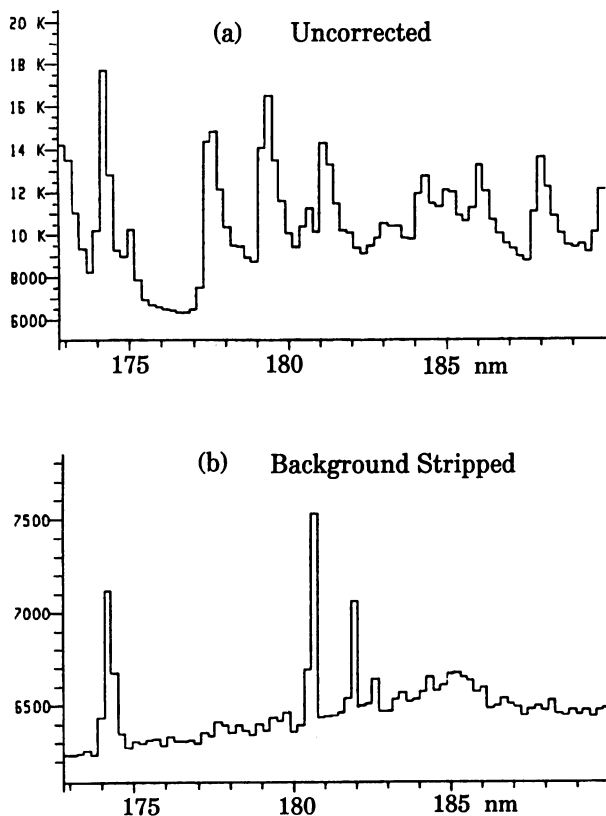 (a) Uncorrected
20 K
18 K
16 K
14 K
12 K
10 K
8000
6000
175 180 185 nm
(b) Background Stripped
7500
7000
6500
175 180 185 nm